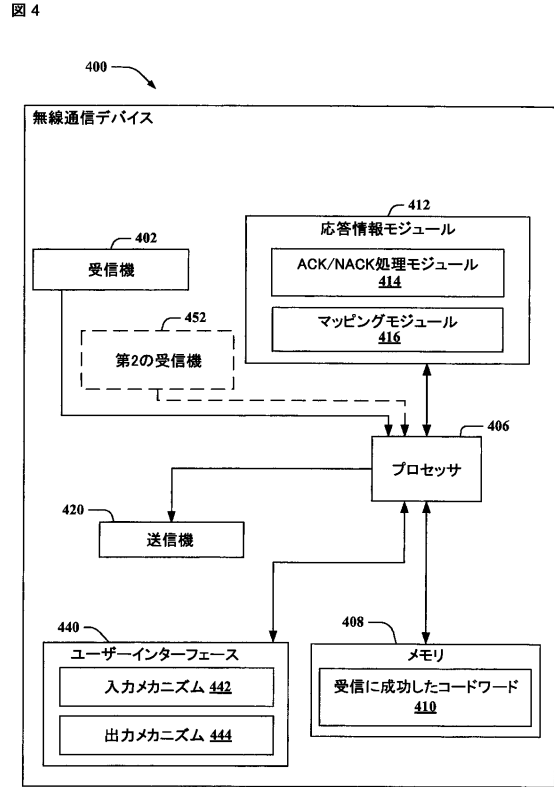 図 4
400
無線通信デバイス
412
応答情報モジュール
402
受信機
ACK/NACK処理モジュール
414
452
第2の受信機
マッピングモジュール
416
406
プロセッサ
420
送信機
440
ユーザーインターフェース
入力メカニズム 442
出力メカニズム 444
408
メモリ
受信に成功したコードワード
410